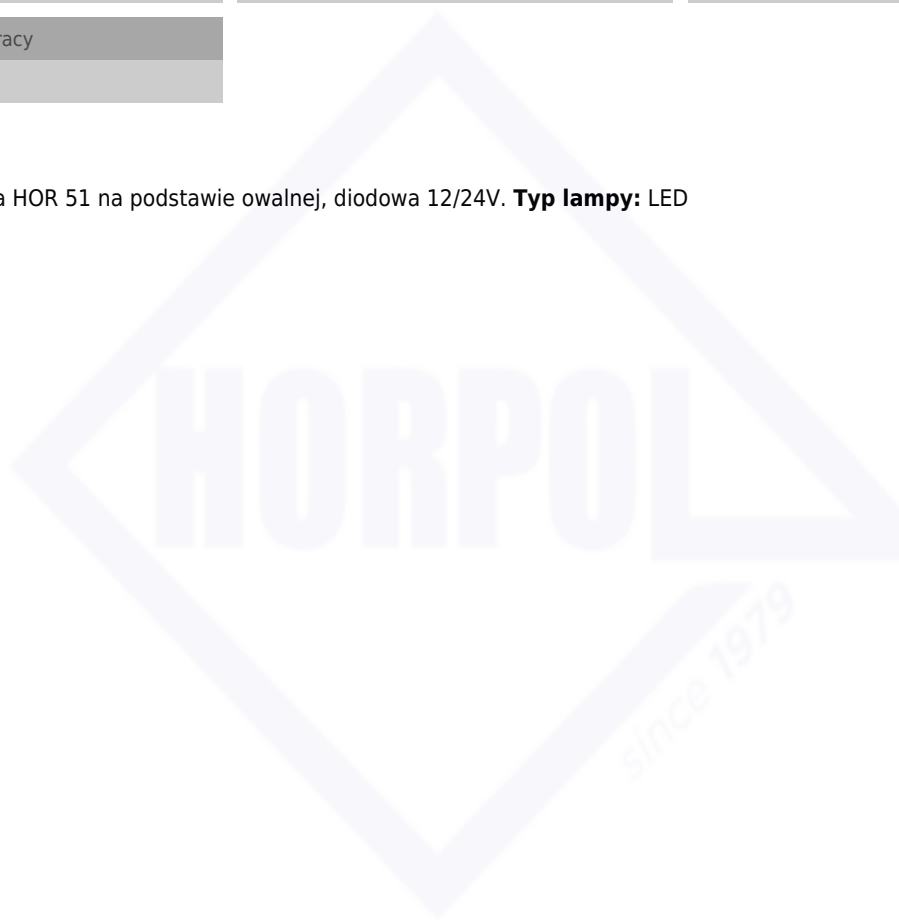 racy
a HOR 51 na podstawie owalnej, diodowa 12/24V. Typ lampy: LED
HORPOL
since 1979